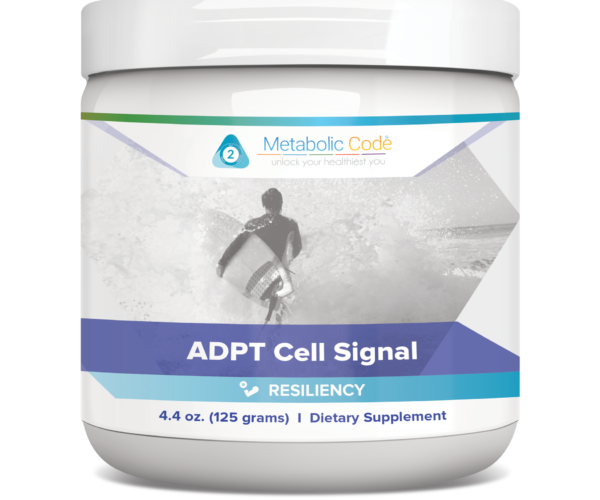 2
Metabolic Code®
unlock your healthiest you
ADPT Cell Signal
RESILIENCY
4.4 oz. (125 grams) I Dietary Supplement